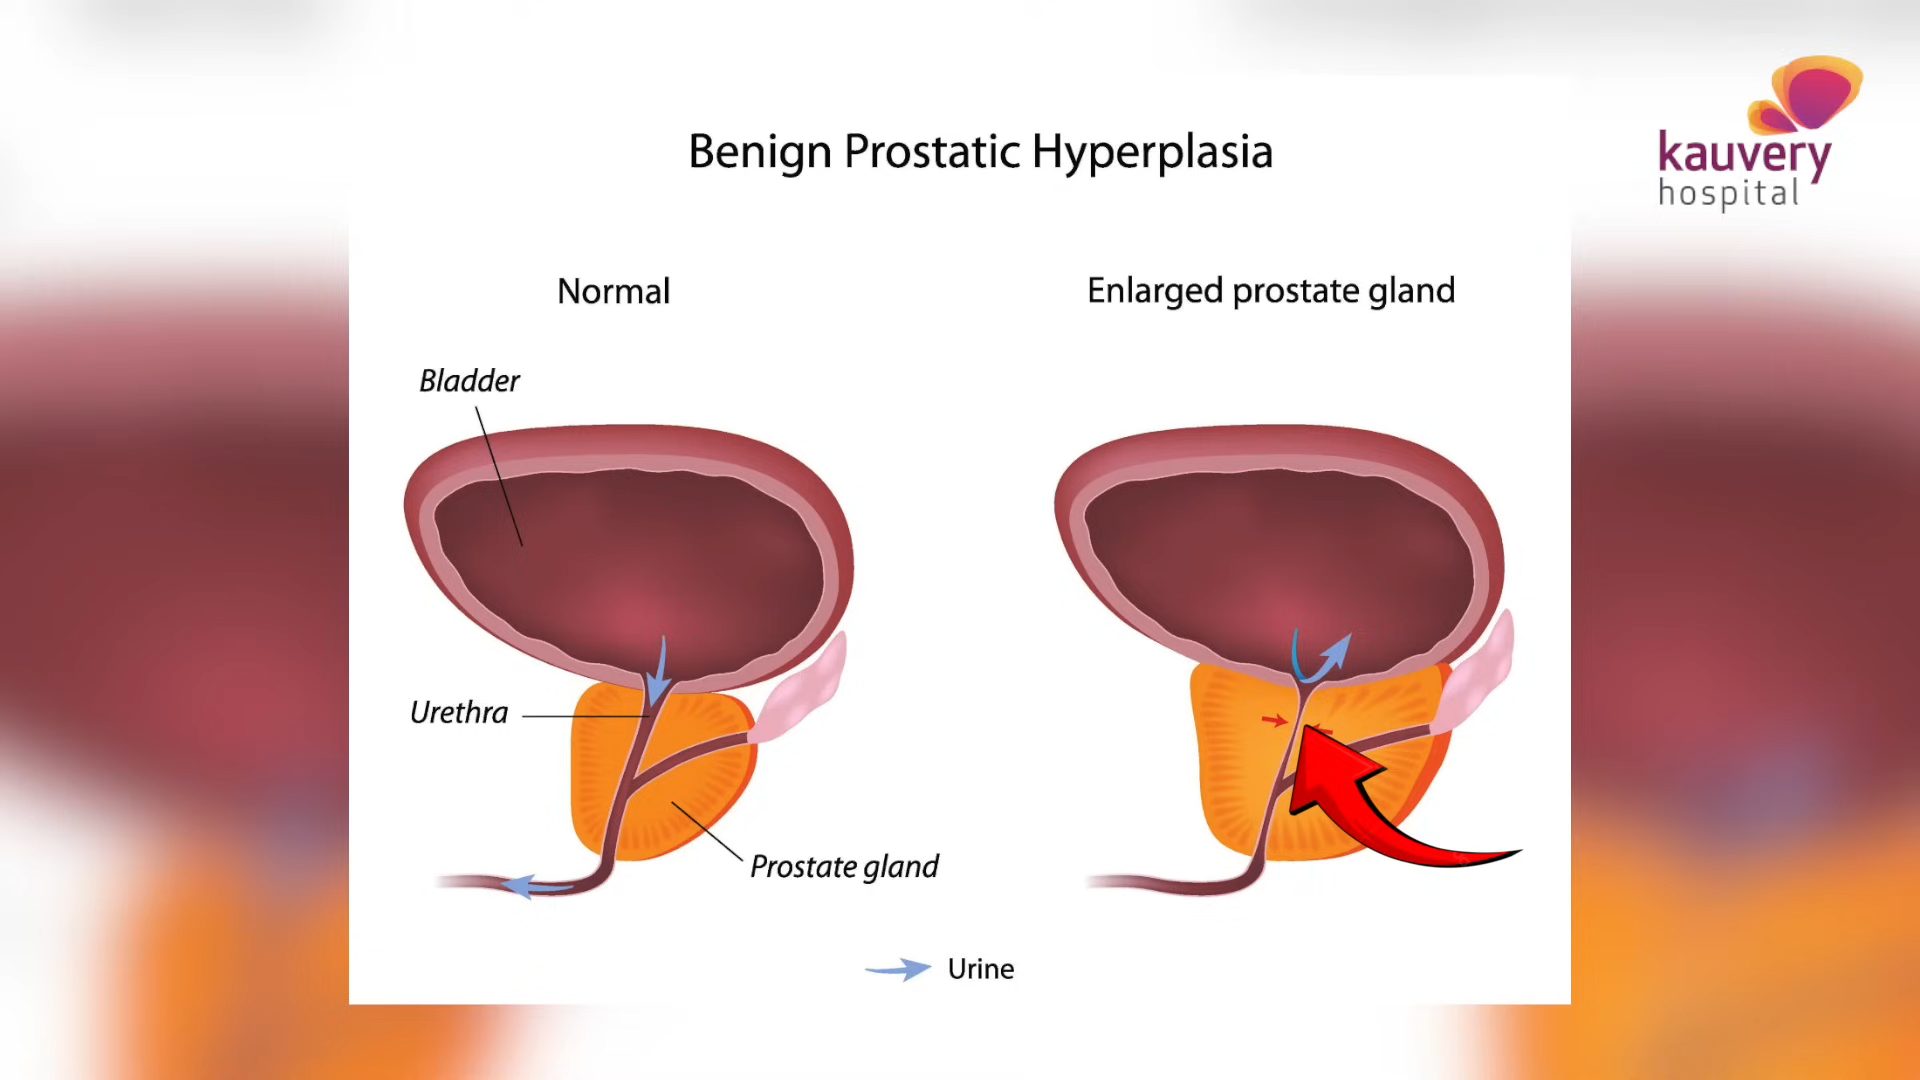 Benign Prostatic Hyperplasia
kauvery
hospital
Normal
Enlarged prostate gland
Bladder
Urethra
Prostate gland
Urine